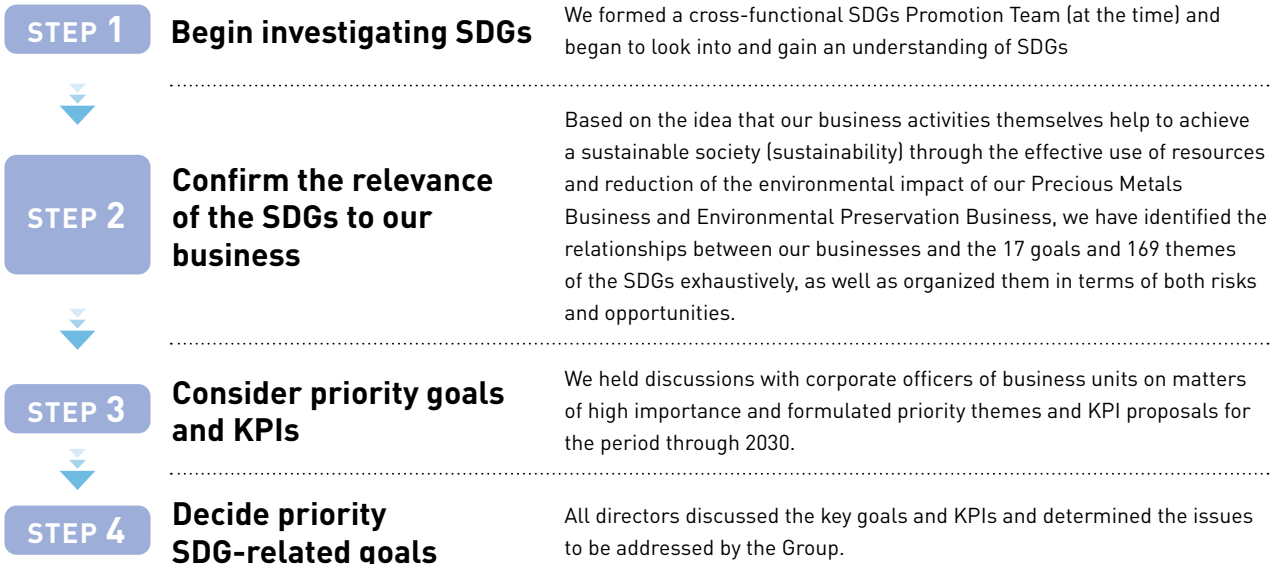 STEP 1
Begin investigating SDGs
We formed a cross-functional SDGs Promotion Team (at the time) and
began to look into and gain an understanding of SDGs
STEP 2
Confirm the relevance
of the SDGs to our
business
Based on the idea that our business activities themselves help to achieve
a sustainable society (sustainability) through the effective use of resources
and reduction of the environmental impact of our Precious Metals
Business and Environmental Preservation Business, we have identified the
relationships between our businesses and the 17 goals and 169 themes
of the SDGs exhaustively, as well as organized them in terms of both risks
and opportunities.
STEP 3
Consider priority goals
and KPIs
We held discussions with corporate officers of business units on matters
of high importance and formulated priority themes and KPI proposals for
the period through 2030.
STEP 4
Decide priority
SDG-related goals
All directors discussed the key goals and KPIs and determined the issues
to be addressed by the Group.